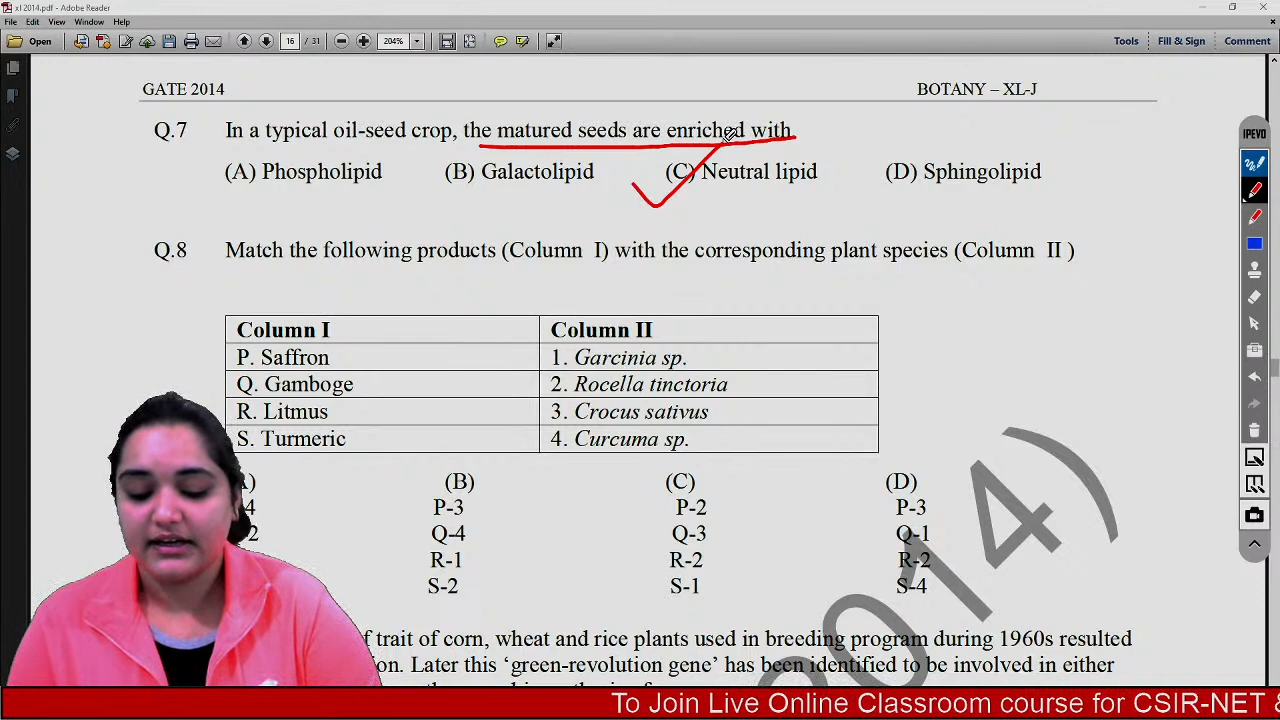 xl 2014.pdf - Adobe Reader
File Edit View Window Help
Open 16 / 31 204% Tools Fill & Sign Comment
GATE 2014 BOTANY – XL-J
Q.7 In a typical oil-seed crop, the matured seeds are enriched with
(A) Phospholipid (B) Galactolipid (C) Neutral lipid (D) Sphingolipid
Q.8 Match the following products (Column I) with the corresponding plant species (Column II )
Column I Column II
P. Saffron 1. Garcinia sp.
Q. Gamboge 2. Rocella tinctoria
R. Litmus 3. Crocus sativus
S. Turmeric 4. Curcuma sp.
) (B) (C) (D)
4 P-3 P-2 P-3
2 Q-4 Q-3 Q-1
R-1 R-2 R-2
S-2 S-1 S-4
f trait of corn, wheat and rice plants used in breeding program during 1960s resulted
on. Later this ‘green-revolution gene’ has been identified to be involved in either
2014)
IPEVO
To Join Live Online Classroom course for CSIR-NET &